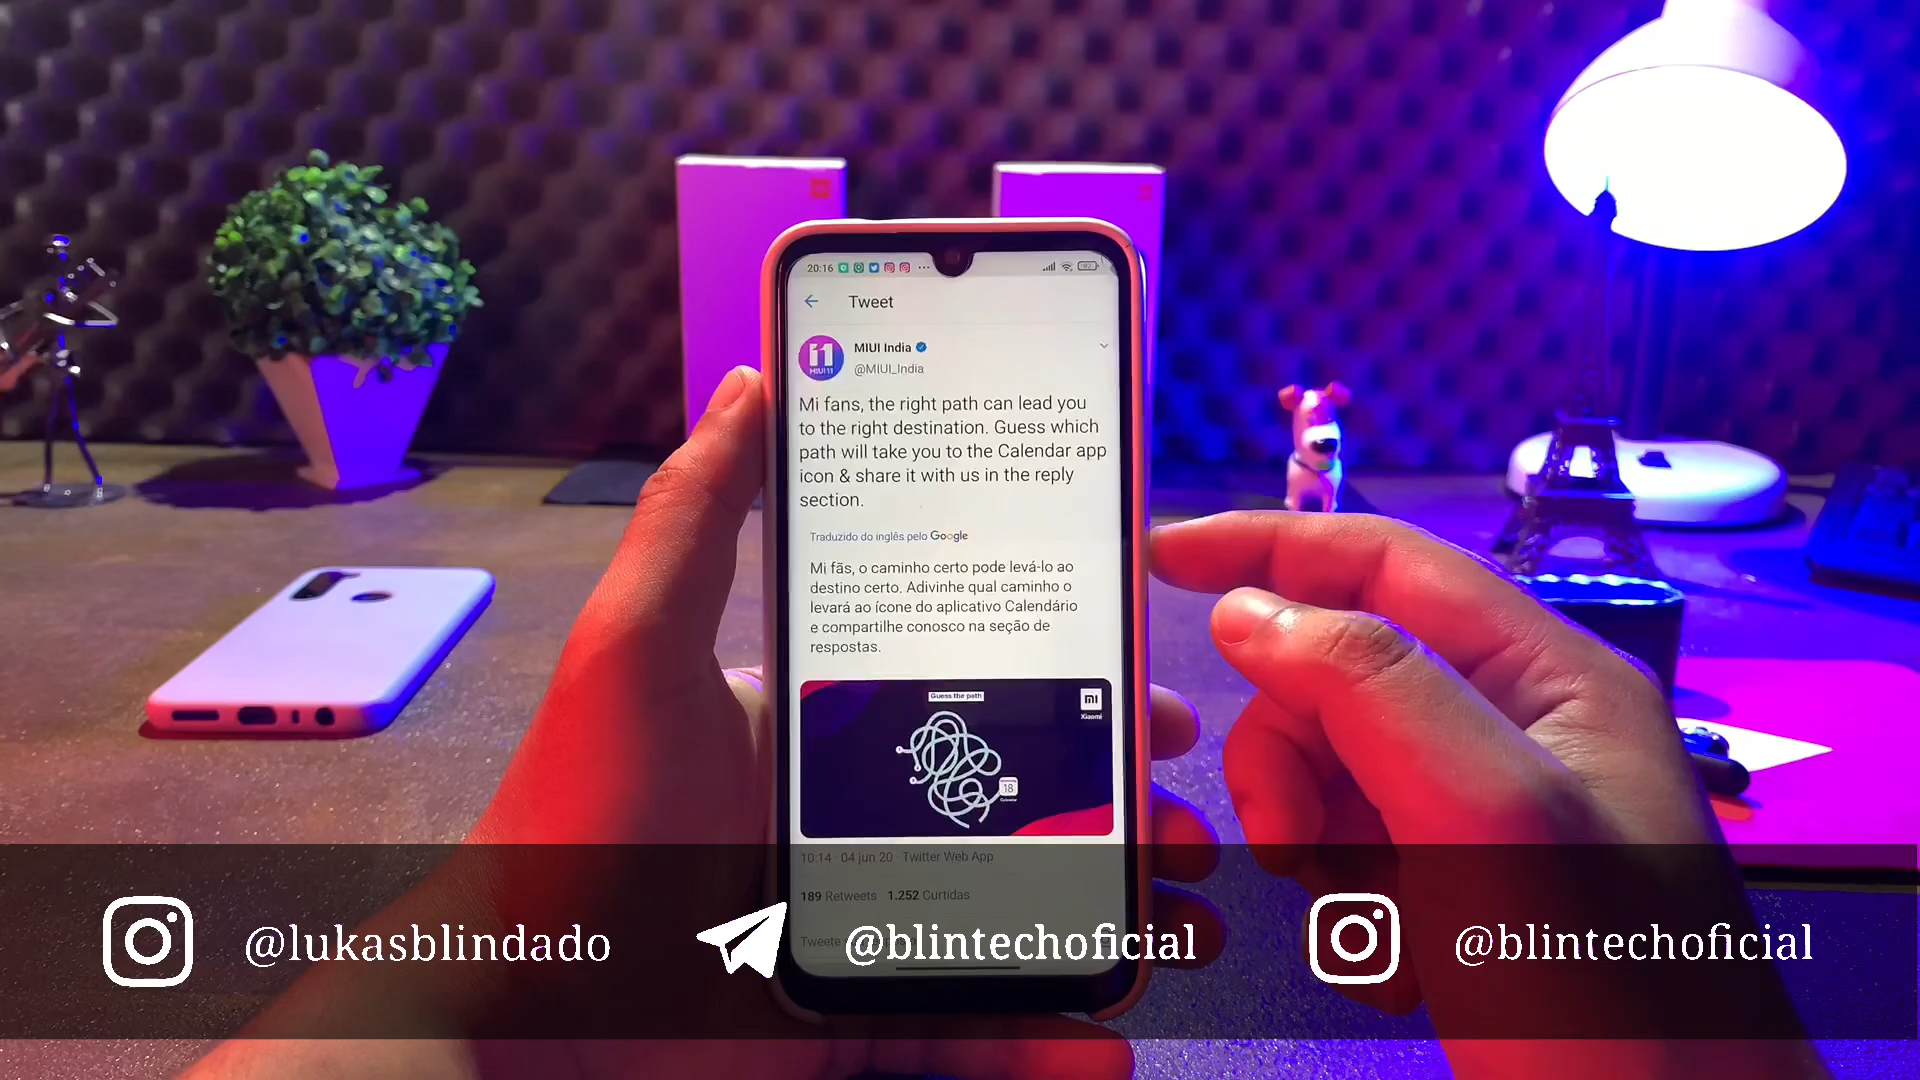 20:16
Tweet
MIUI India
@MIUI_India
MIUI 11
Mi fans, the right path can lead you
to the right destination. Guess which
path will take you to the Calendar app
icon & share it with us in the reply
section.
Traduzido do inglês pelo Google
Mi fãs, o caminho certo pode levá-lo ao
destino certo. Adivinhe qual caminho o
levará ao ícone do aplicativo Calendário
e compartilhe conosco na seção de
respostas.
Guess the path
mi
Xiaomi
18
Calendar
10:14 · 04 jun 20 · Twitter Web App
189 Retweets 1.252 Curtidas
Tweete
@lukasblindado
@blintechoficial
@blintechoficial